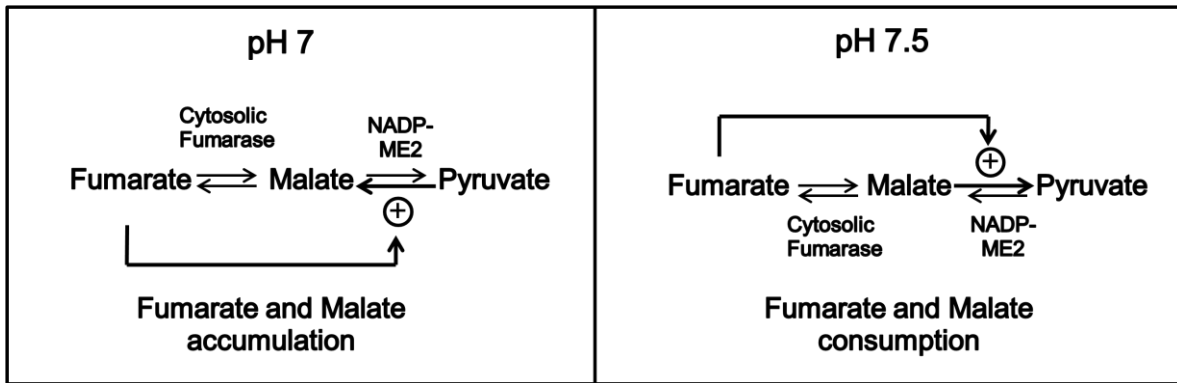 pH 7
Cytosolic
Fumarase
NADP-
ME2
Fumarate
Malate
Pyruvate
+
Fumarate and Malate
accumulation
pH 7.5
+
Fumarate
Malate
Pyruvate
Cytosolic
Fumarase
NADP-
ME2
Fumarate and Malate
consumption